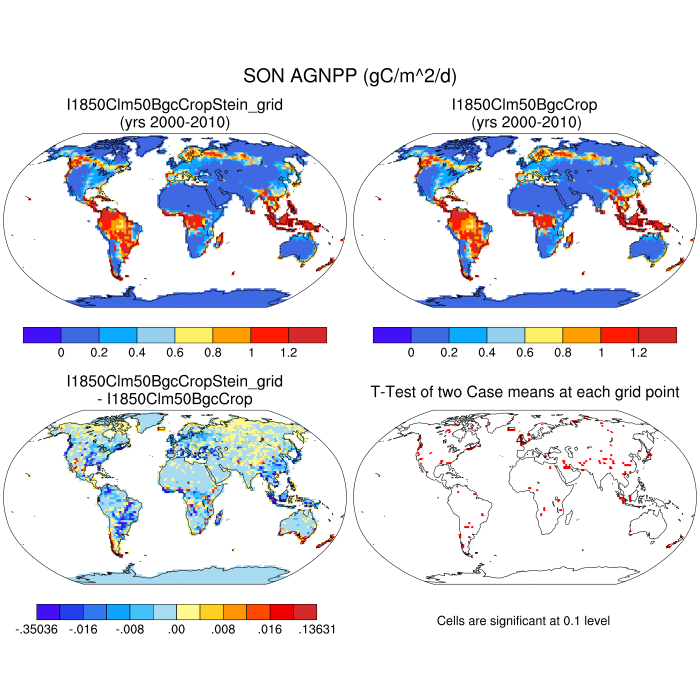 SON AGNPP (gC/m^2/d)
I1850Clm50BgcCropStein_grid
(yrs 2000-2010)
I1850Clm50BgcCrop
(yrs 2000-2010)
0 0.2 0.4 0.6 0.8 1 1.2
0 0.2 0.4 0.6 0.8 1 1.2
I1850Clm50BgcCropStein_grid
- I1850Clm50BgcCrop
T-Test of two Case means at each grid point
-.35036 -.016 -.008 .00 .008 .016 .13631
Cells are significant at 0.1 level